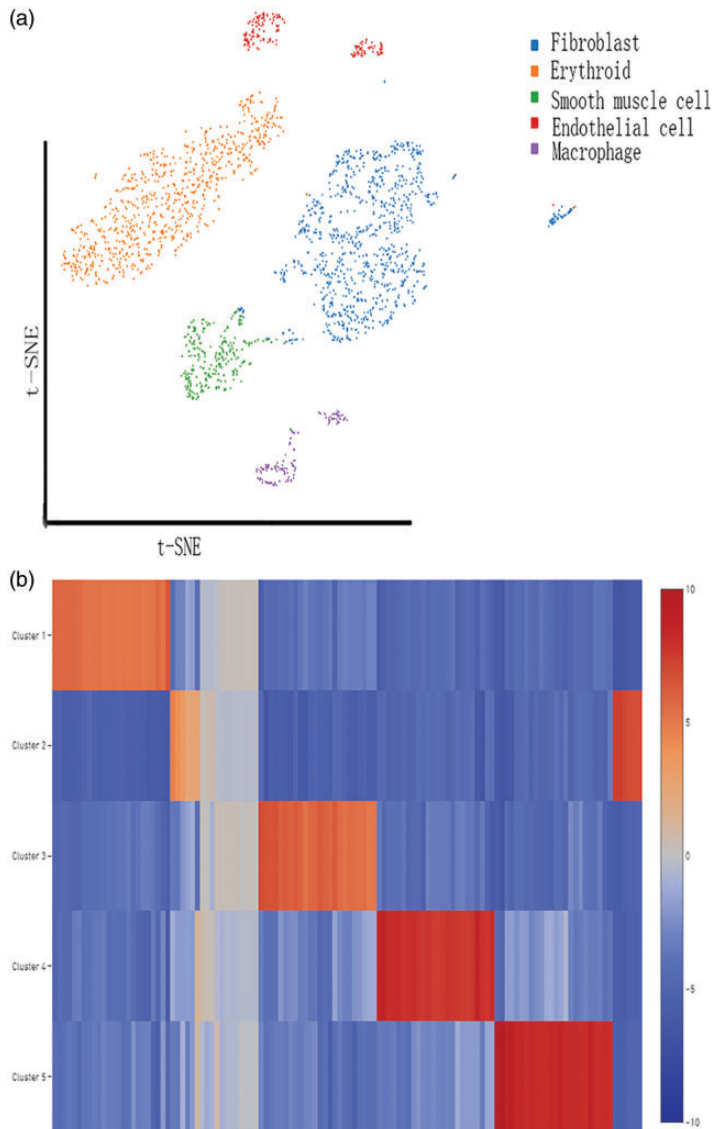 (a)
Fibroblast
Erythroid
Smooth muscle cell
Endothelial cell
Macrophage
t-SNE
t-SNE
(b)
Cluster 1
Cluster 2
Cluster 3
Cluster 4
Cluster 5
10
5
0
-5
-10